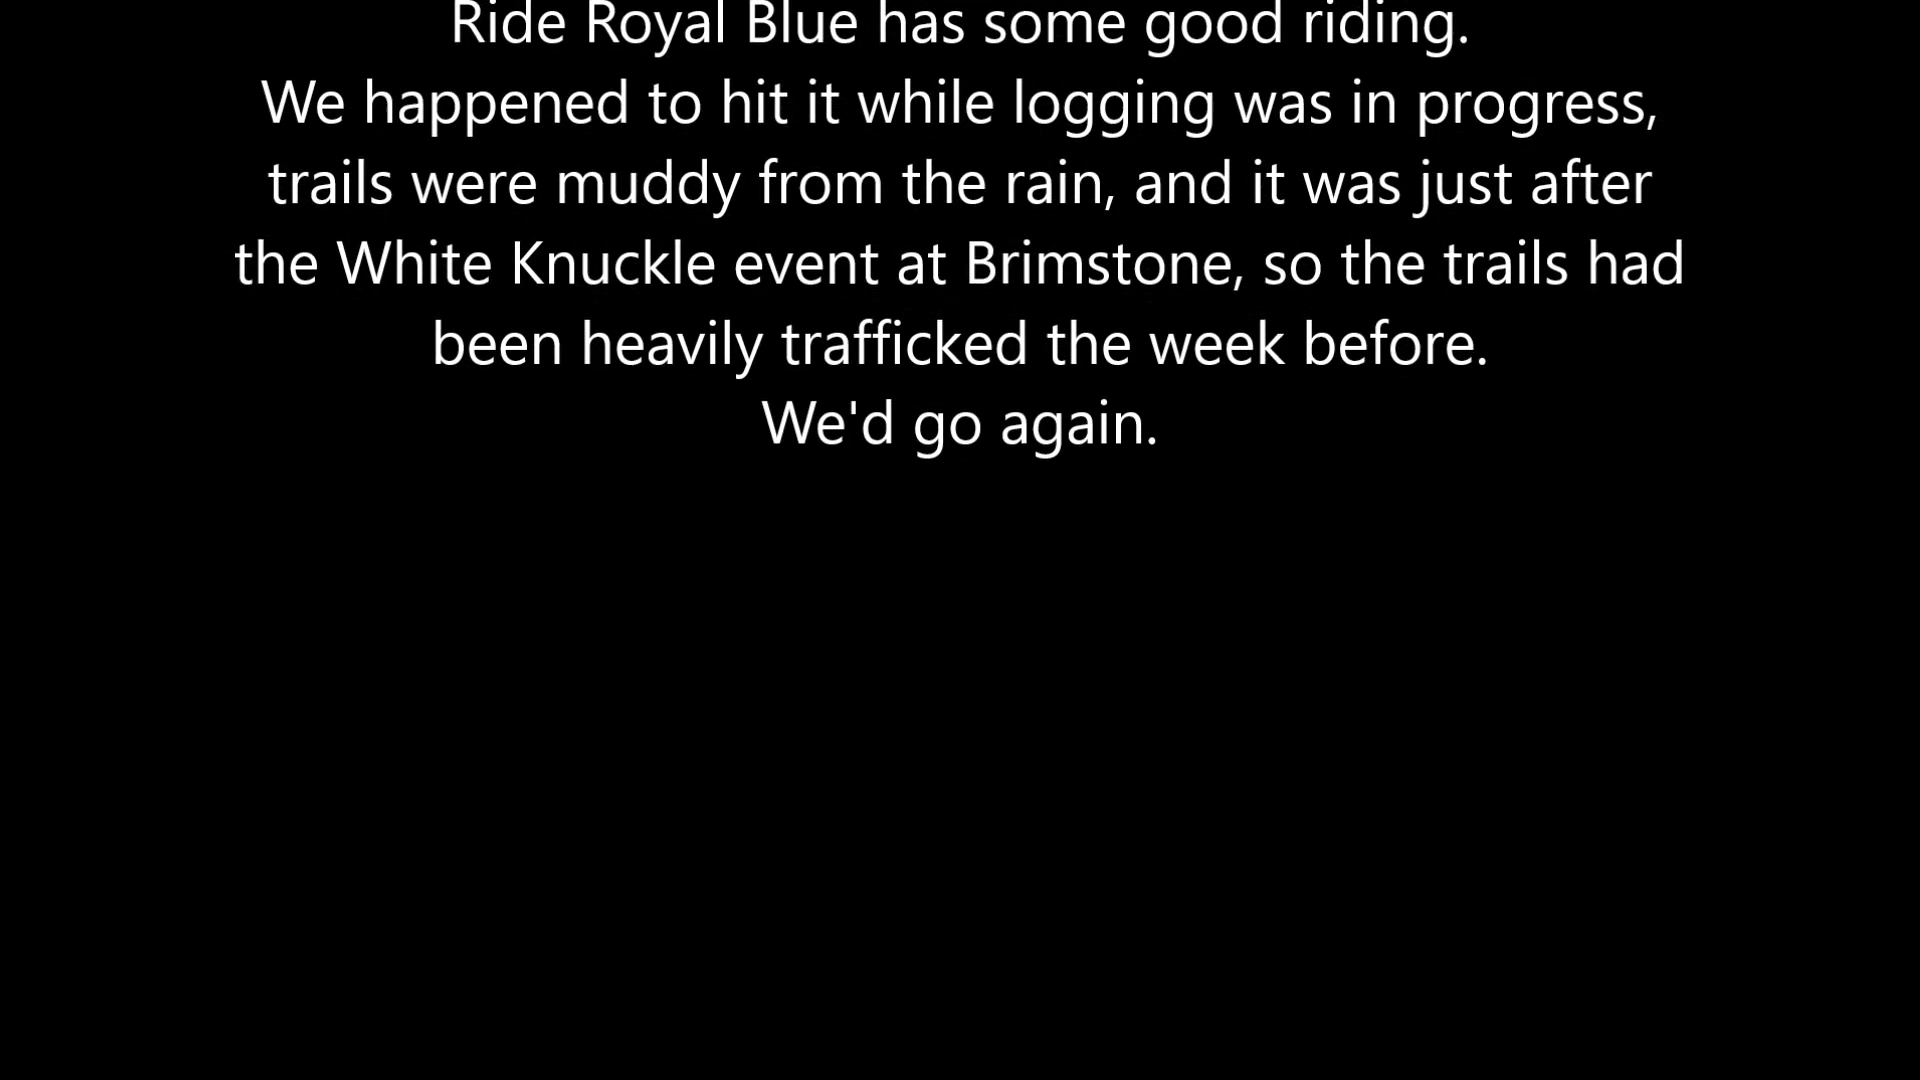 Ride Royal Blue has some good riding.
We happened to hit it while logging was in progress,
trails were muddy from the rain, and it was just after
the White Knuckle event at Brimstone, so the trails had
been heavily trafficked the week before.
We'd go again.